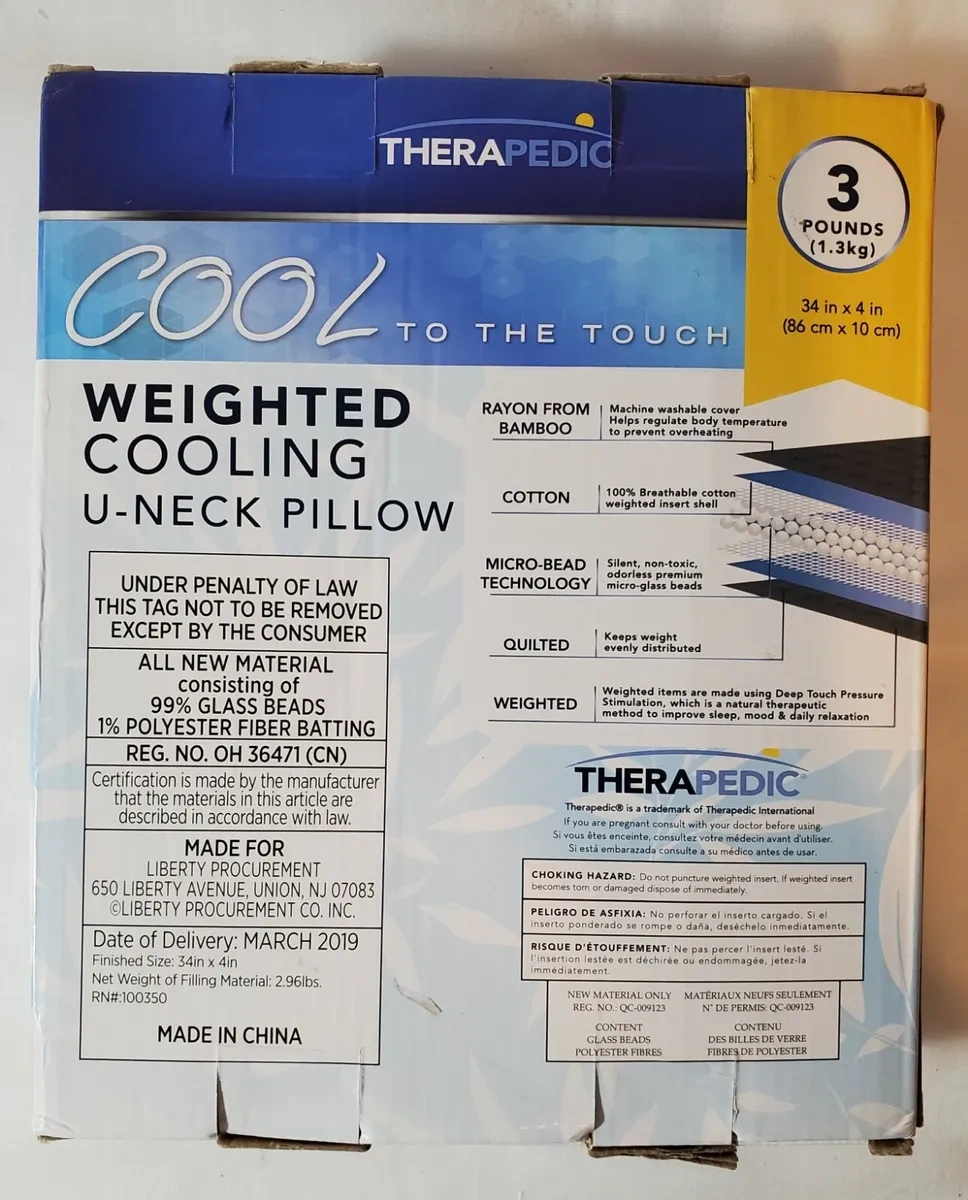 THERAPEDIC
3
POUNDS
(1.3kg)
34 in x 4 in
(86 cm x 10 cm)
COOL TO THE TOUCH
WEIGHTED
COOLING
U-NECK PILLOW
RAYON FROM
BAMBOO
Machine washable cover
Helps regulate body temperature
to prevent overheating
COTTON
100% Breathable cotton
weighted insert shell
MICRO-BEAD
TECHNOLOGY
Silent, non-toxic,
odorless premium
micro-glass beads
QUILTED
Keeps weight
evenly distributed
WEIGHTED
Weighted items are made using Deep Touch Pressure
Stimulation, which is a natural therapeutic
method to improve sleep, mood & daily relaxation
UNDER PENALTY OF LAW
THIS TAG NOT TO BE REMOVED
EXCEPT BY THE CONSUMER
ALL NEW MATERIAL
consisting of
99% GLASS BEADS
1% POLYESTER FIBER BATTING
REG. NO. OH 36471 (CN)
Certification is made by the manufacturer
that the materials in this article are
described in accordance with law.
MADE FOR
LIBERTY PROCUREMENT
650 LIBERTY AVENUE, UNION, NJ 07083
©LIBERTY PROCUREMENT CO. INC.
Date of Delivery: MARCH 2019
Finished Size: 34in x 4in
Net Weight of Filling Material: 2.96lbs.
RN#:100350
MADE IN CHINA
THERAPEDIC®
Therapedic® is a trademark of Therapedic International
If you are pregnant consult with your doctor before using.
Si vous êtes enceinte, consultez votre médecin avant d'utiliser.
Si está embarazada consulte a su médico antes de usar.
CHOKING HAZARD: Do not puncture weighted insert. If weighted insert
becomes torn or damaged dispose of immediately.
PELIGRO DE ASFIXIA: No perforar el inserto cargado. Si el
inserto ponderado se rompe o daña, deséchelo inmediatamente.
RISQUE D'ÉTOUFFEMENT: Ne pas percer l'insert lesté. Si
l'insertion lestée est déchirée ou endommagée, jetez-la
immédiatement.
NEW MATERIAL ONLY
REG. NO.: QC-009123
CONTENT
GLASS BEADS
POLYESTER FIBRES
MATÉRIAUX NEUFS SEULEMENT
N° DE PERMIS: QC-009123
CONTENU
DES BILLES DE VERRE
FIBRES DE POLYESTER